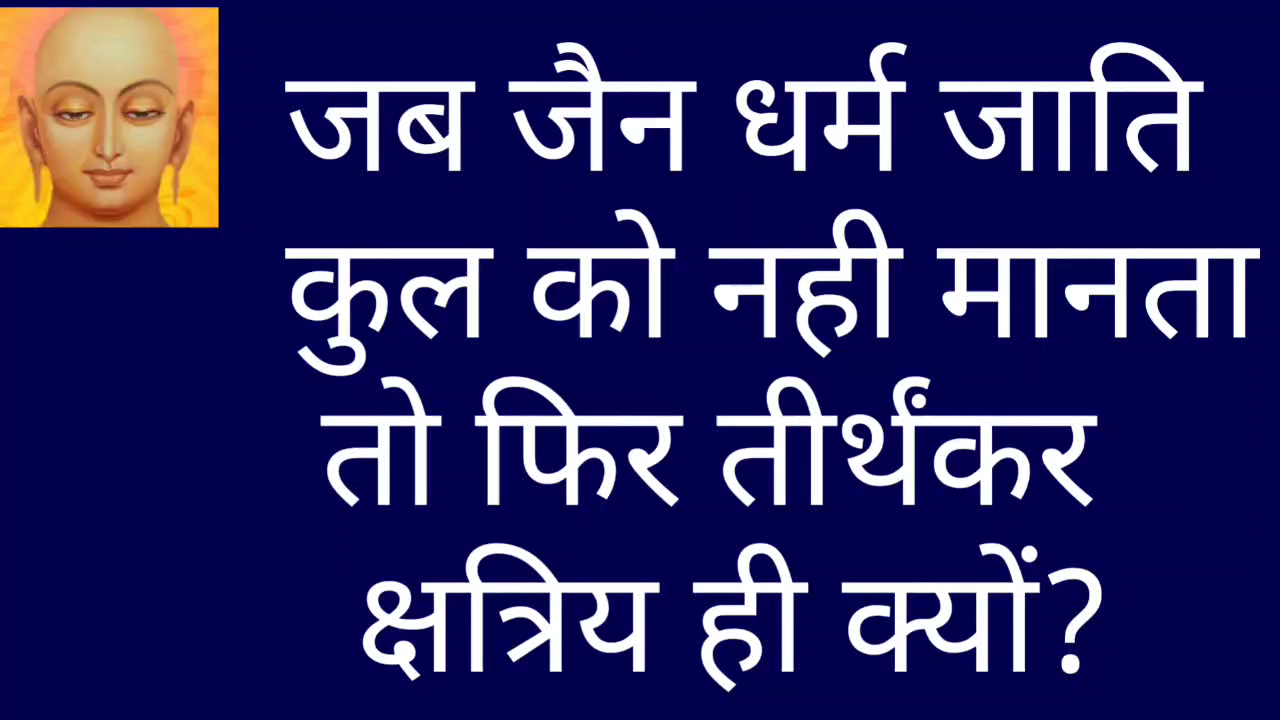 जब जैन धर्म जाति
कुल को नही मानता
तो फिर तीर्थंकर
क्षत्रिय ही क्यों?